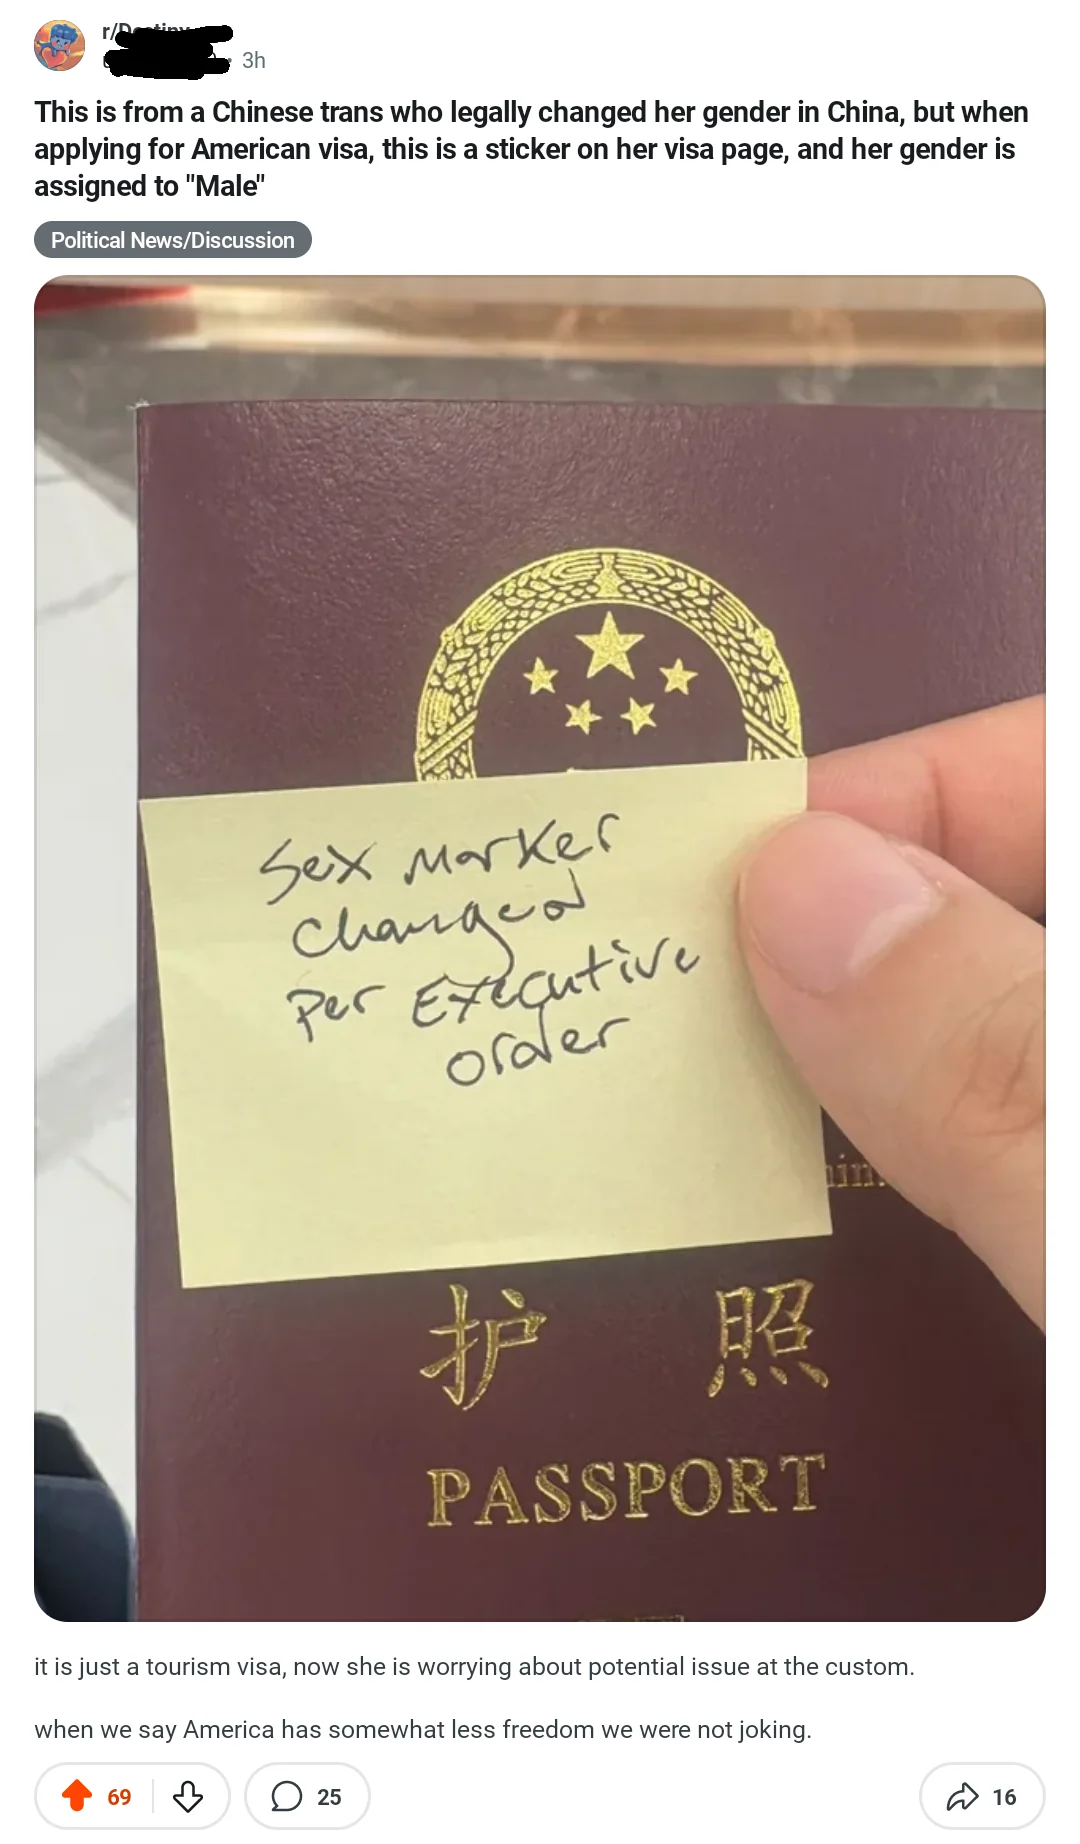 3h
This is from a Chinese trans who legally changed her gender in China, but when
applying for American visa, this is a sticker on her visa page, and her gender is
assigned to "Male"
Political News/Discussion
Sex Marker
Changed
Per Executive
order
护照
PASSPORT
it is just a tourism visa, now she is worrying about potential issue at the custom.
when we say America has somewhat less freedom we were not joking.
69
25
16